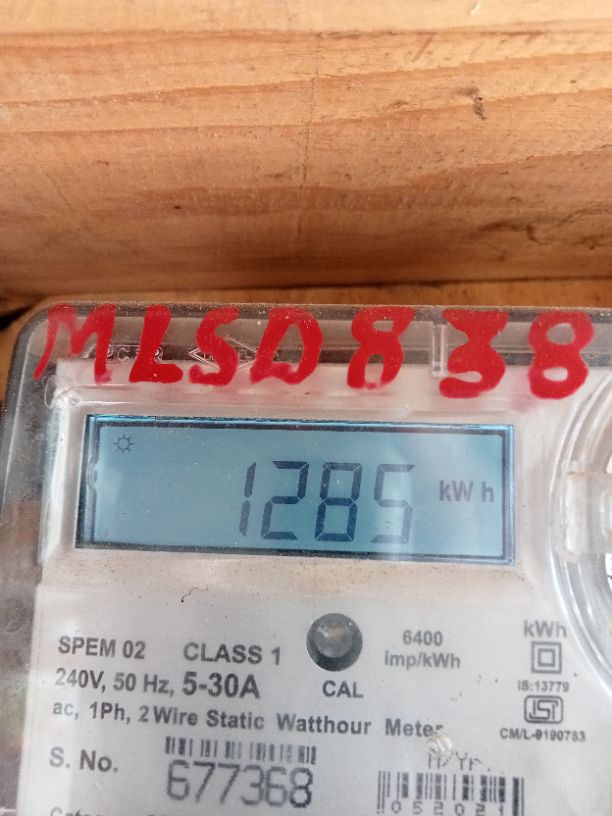 MLSD838
1285 kWh
SPEM 02 CLASS 1
6400 imp/kWh
kWh
240V, 50 Hz, 5-30A
CAL
IS:13779
ac, 1Ph, 2 Wire Static Watthour Meter
CM/L-9190783
S. No.
677368
M/Yr.
052021